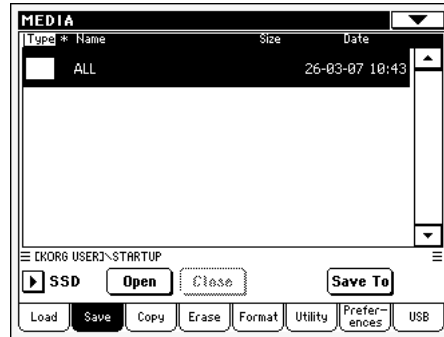 MEDIA
Type * Name Size Date
ALL 26-03-07 10:43
[KORG USER]\STARTUP
SSD Open Close Save To
Load Save Copy Erase Format Utility Prefer-
ences USB